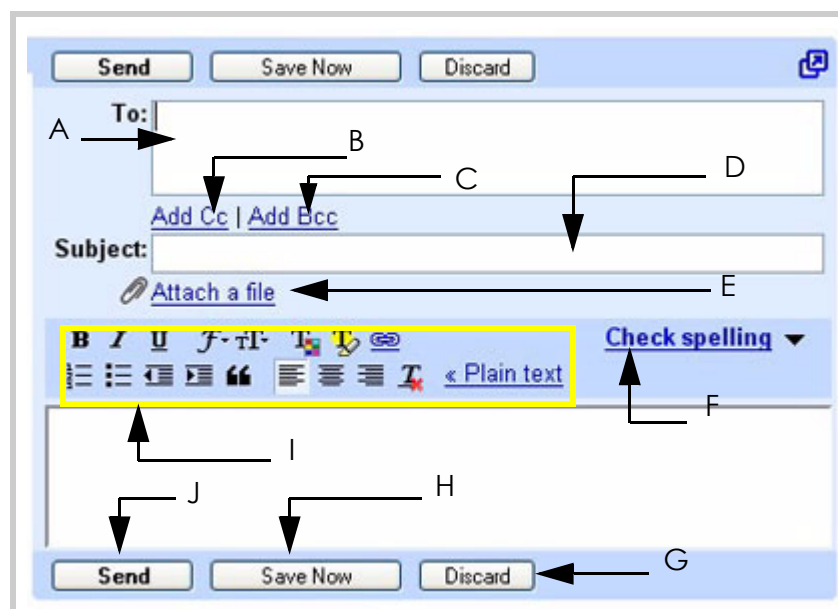 Send Save Now Discard
To:
A
B
C
D
Add Cc | Add Bcc
Subject:
Attach a file
E
B I U F TT T T Check spelling
« Plain text
F
I
J
H
G
Send Save Now Discard